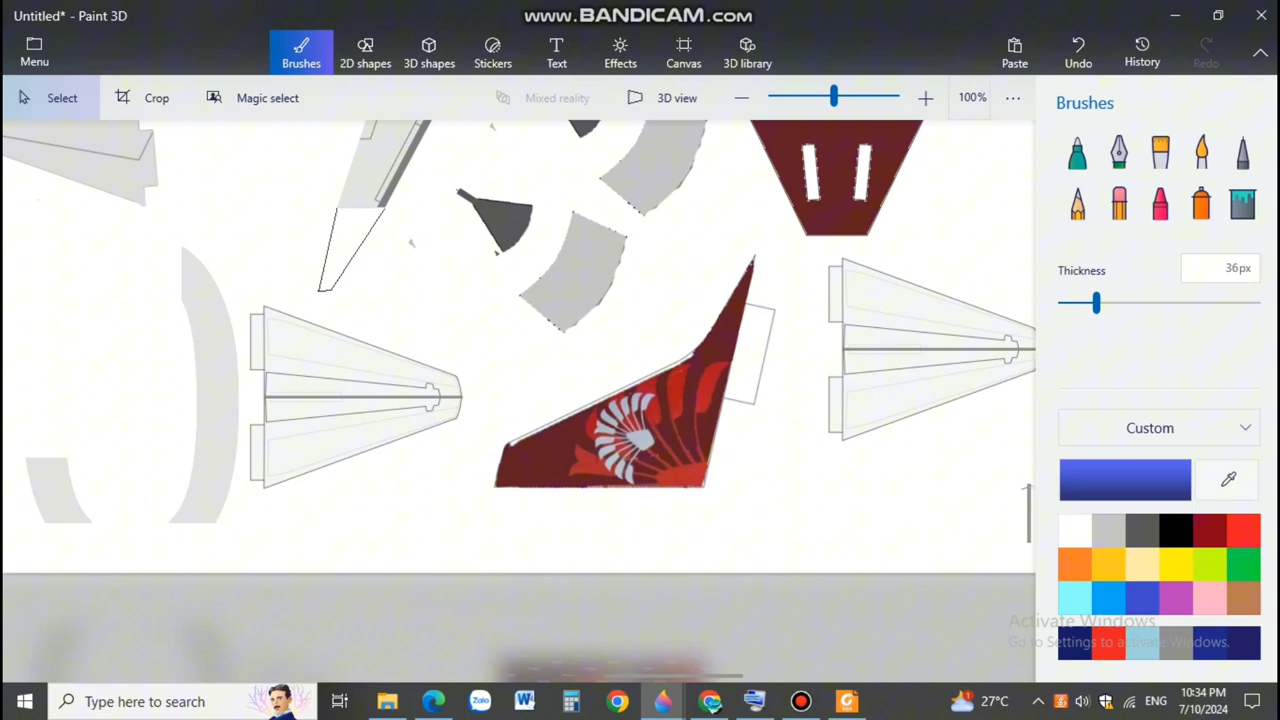 Untitled* - Paint 3D
www.BANDICAM.com
Menu
Brushes
2D shapes
3D shapes
Stickers
Text
Effects
Canvas
3D library
Paste
Undo
History
Redo
Select
Crop
Magic select
Mixed reality
3D view
100%
Brushes
Thickness
36px
Custom
Activate Windows
Go to Settings to activate Windows.
Type here to search
1
27°C
ENG
10:34 PM
7/10/2024